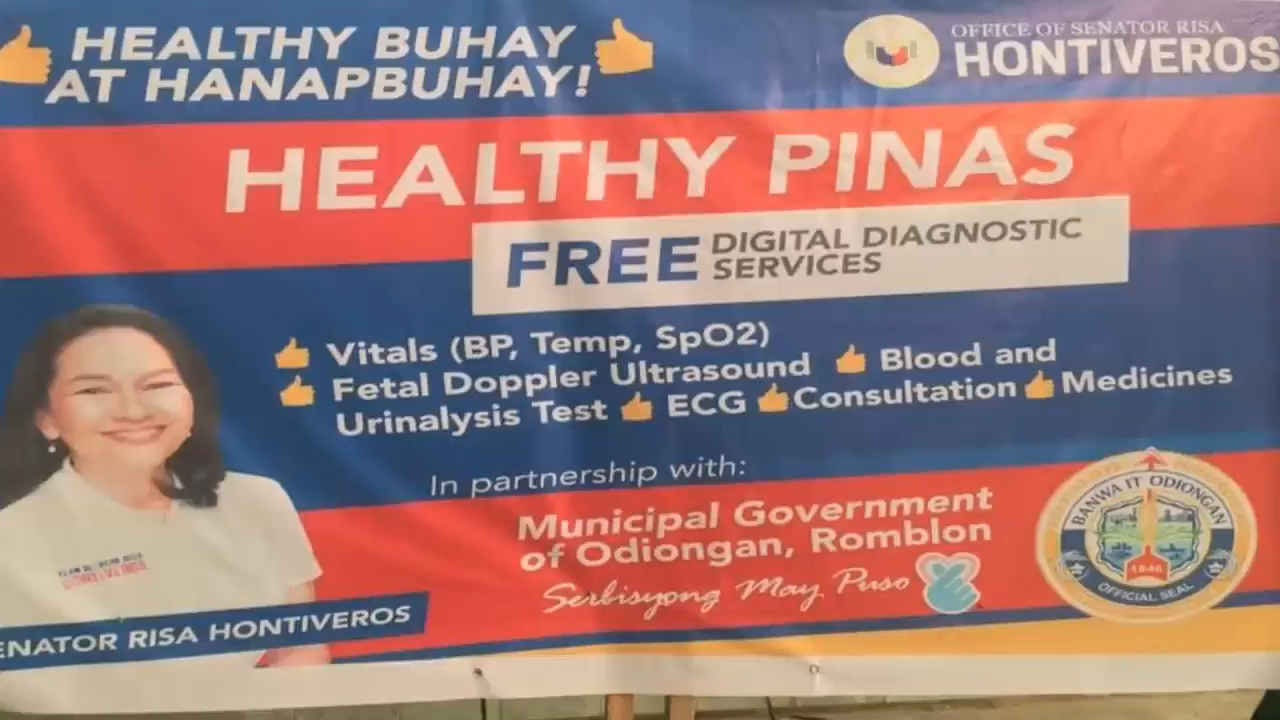 HEALTHY BUHAY
AT HANAPBUHAY!
OFFICE OF SENATOR RISA
HONTIVEROS
HEALTHY PINAS
FREE DIGITAL DIAGNOSTIC
SERVICES
Vitals (BP, Temp, SpO2)
Fetal Doppler Ultrasound Blood and
Urinalysis Test ECG Consultation Medicines
In partnership with:
Municipal Government
of Odiongan, Romblon
Serbisyong May Puso
BANWA IT ODIONGAN
1846
OFFICIAL SEAL
ENATOR RISA HONTIVEROS